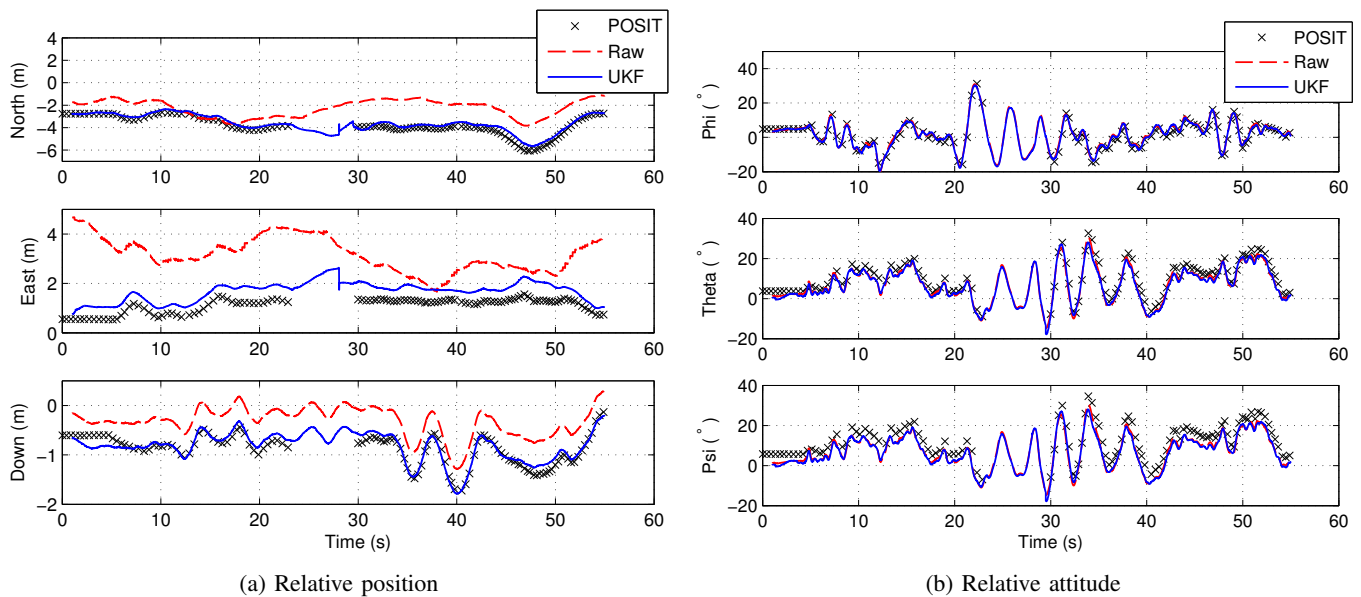 POSIT
Raw
UKF
4
2
0
−2
−4
−6
North (m)
0 10 20 30 40 50 60
4
2
0
East (m)
0 10 20 30 40 50 60
0
−1
−2
Down (m)
0 10 20 30 40 50 60
Time (s)
(a) Relative position
POSIT
Raw
UKF
40
20
0
−20
Phi ( °)
0 10 20 30 40 50 60
40
20
0
−20
Theta ( °)
0 10 20 30 40 50 60
40
20
0
−20
Psi ( °)
0 10 20 30 40 50 60
Time (s)
(b) Relative attitude